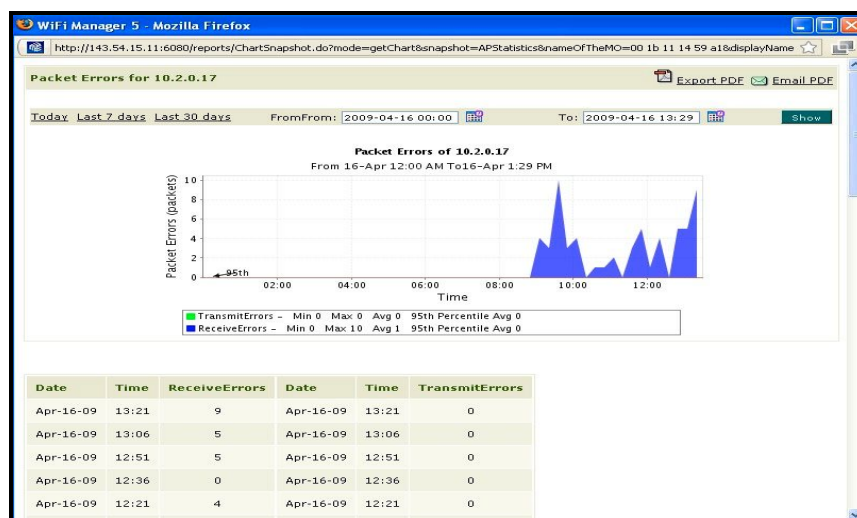 WiFi Manager 5 - Mozilla Firefox
http://143.54.15.11:6080/reports/ChartSnapshot.do?mode=getChart&snapshot=APStatistics&nameOfTheMO=00 1b 11 14 59 a1&displayName
Packet Errors for 10.2.0.17 Export PDF Email PDF
Today Last 7 days Last 30 days FromFrom: 2009-04-16 00:00 To: 2009-04-16 13:29 Show
Packet Errors of 10.2.0.17
From 16-Apr 12:00 AM To16-Apr 1:29 PM
Packet Errors (packets)
10
8
6
4
2
0
95th
02:00 04:00 06:00 08:00 10:00 12:00
Time
TransmitErrors - Min 0 Max 0 Avg 0 95th Percentile Avg 0
ReceiveErrors - Min 0 Max 10 Avg 1 95th Percentile Avg 0
Date Time ReceiveErrors Date Time TransmitErrors
Apr-16-09 13:21 9 Apr-16-09 13:21 0
Apr-16-09 13:06 5 Apr-16-09 13:06 0
Apr-16-09 12:51 5 Apr-16-09 12:51 0
Apr-16-09 12:36 0 Apr-16-09 12:36 0
Apr-16-09 12:21 4 Apr-16-09 12:21 0